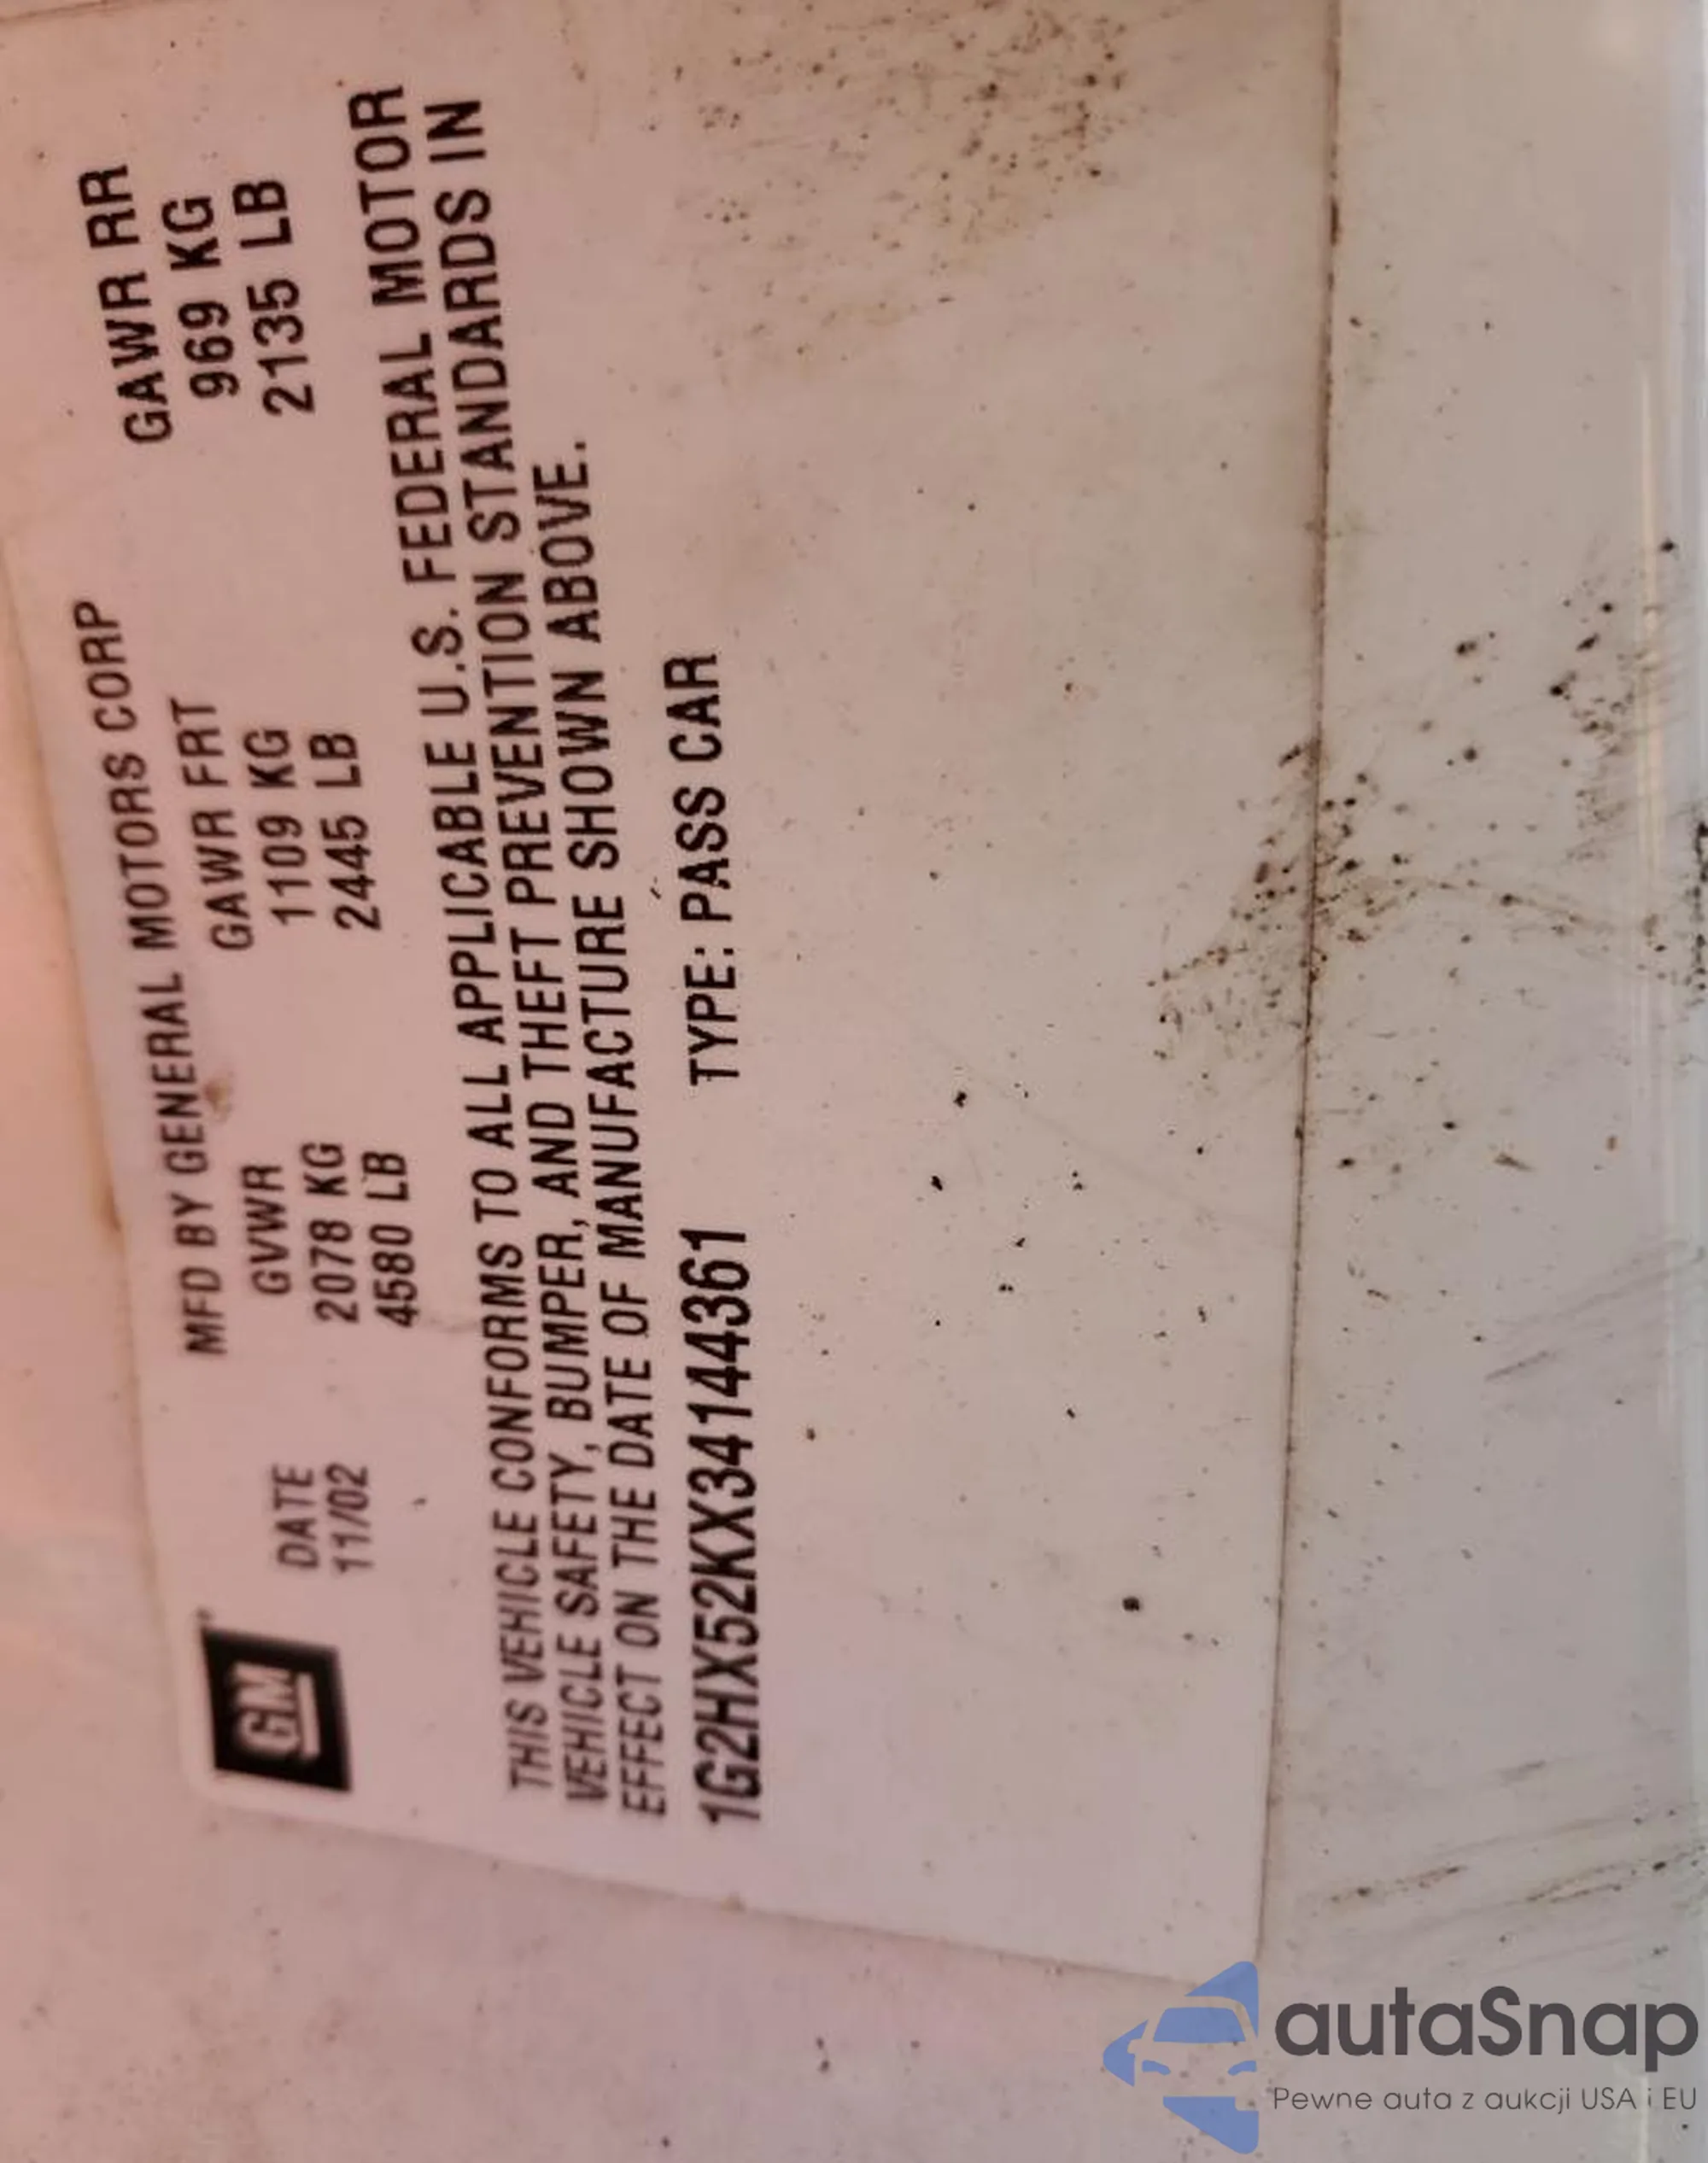 GM
MFD BY GENERAL MOTORS CORP
DATE GVWR GAWR FRT GAWR RR
11/02 2078 KG 1109 KG 969 KG
4580 LB 2445 LB 2135 LB
THIS VEHICLE CONFORMS TO ALL APPLICABLE U.S. FEDERAL MOTOR
VEHICLE SAFETY, BUMPER, AND THEFT PREVENTION STANDARDS IN
EFFECT ON THE DATE OF MANUFACTURE SHOWN ABOVE.
1G2HX52KX34144361 TYPE: PASS CAR
autaSnap
Pewne auta z aukcji USA i EU